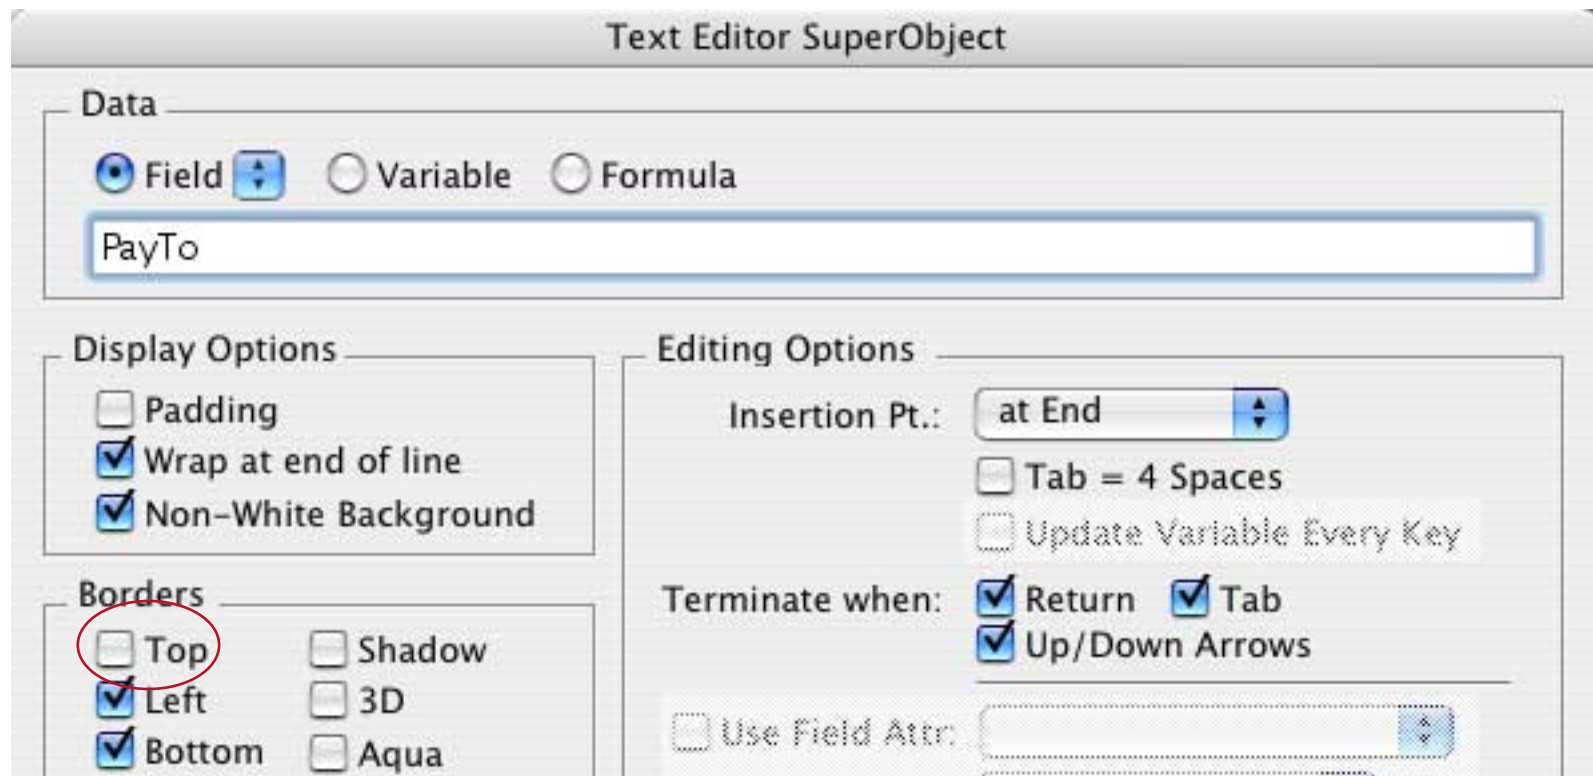 Text Editor SuperObject
Data
Field Variable Formula
PayTo
Display Options
Padding
Wrap at end of line
Non-White Background
Borders
Top Shadow
Left 3D
Bottom Aqua
Editing Options
Insertion Pt.: at End
Tab = 4 Spaces
Update Variable Every Key
Terminate when: Return Tab
Up/Down Arrows
Use Field Attr: